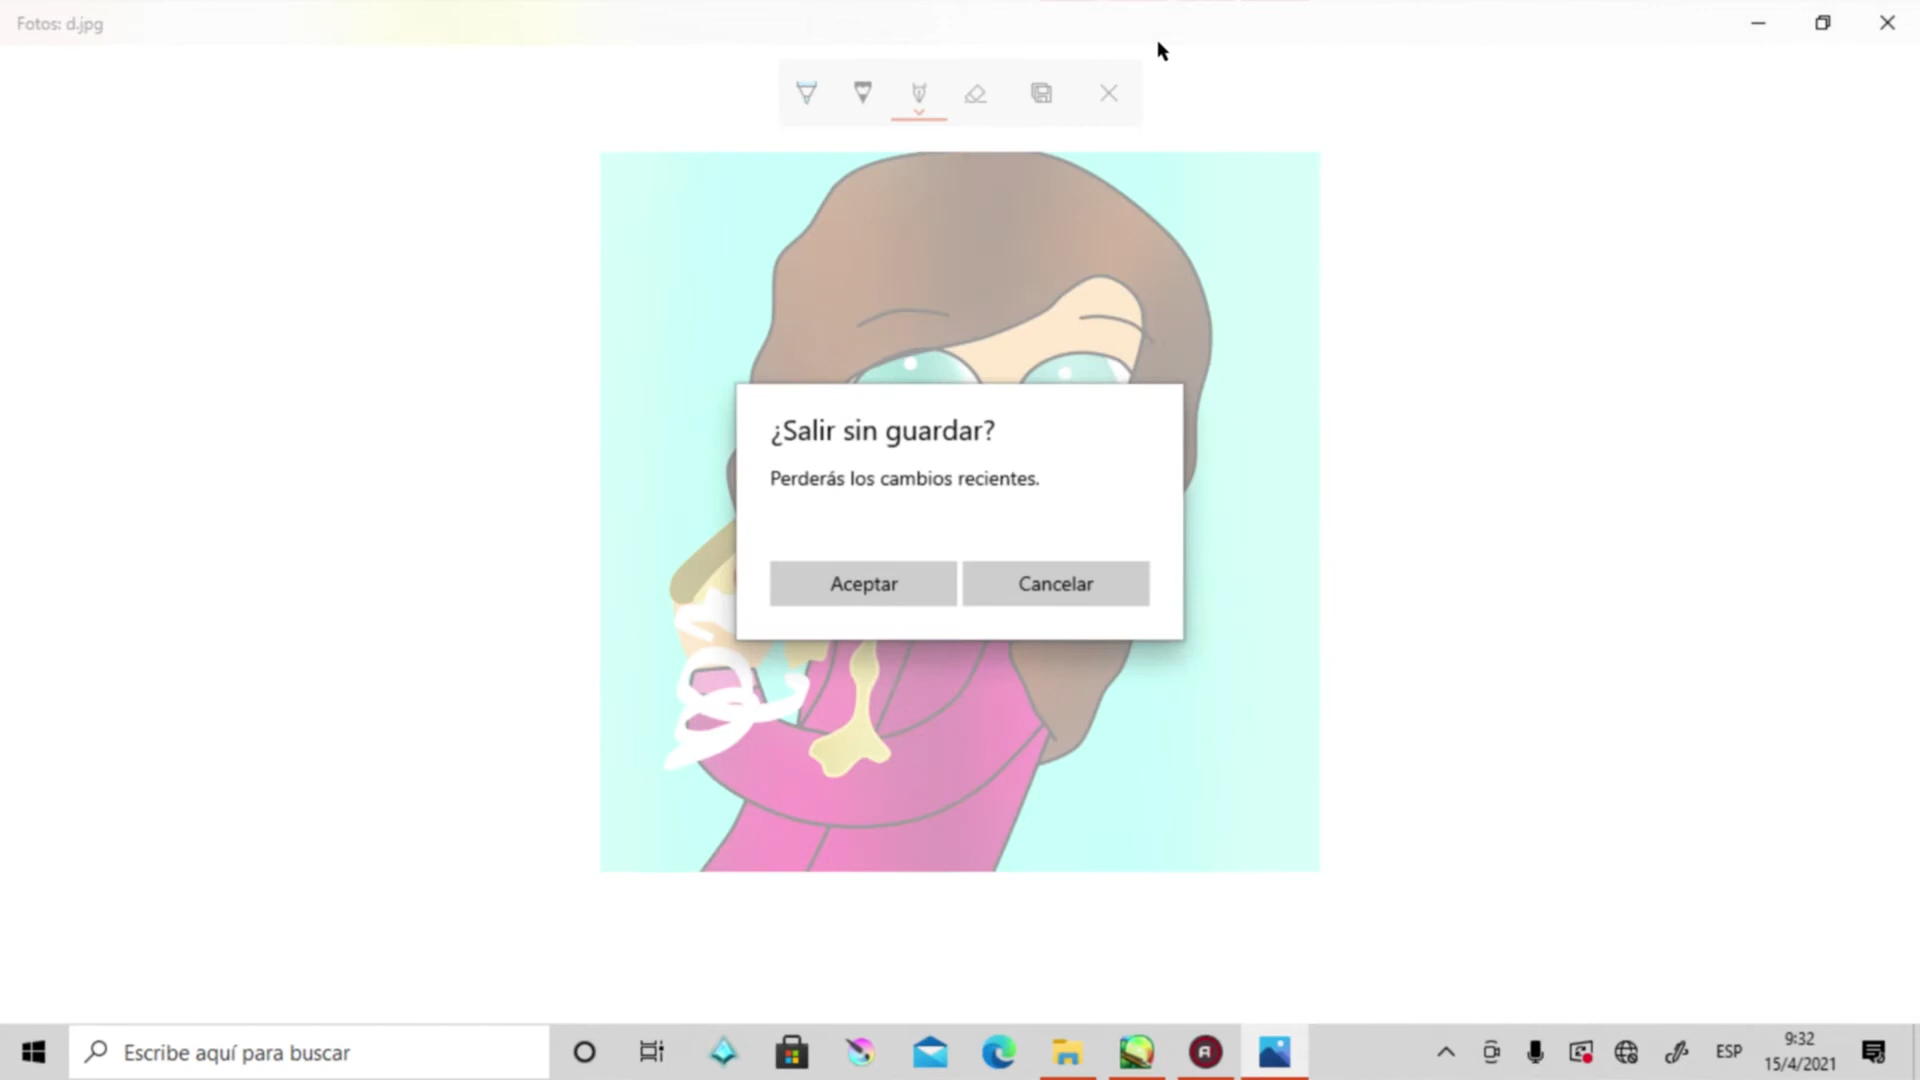 Fotos: d.jpg
¿Salir sin guardar?
Perderás los cambios recientes.
Aceptar
Cancelar
Escribe aquí para buscar
ESP
9:32
15/4/2021